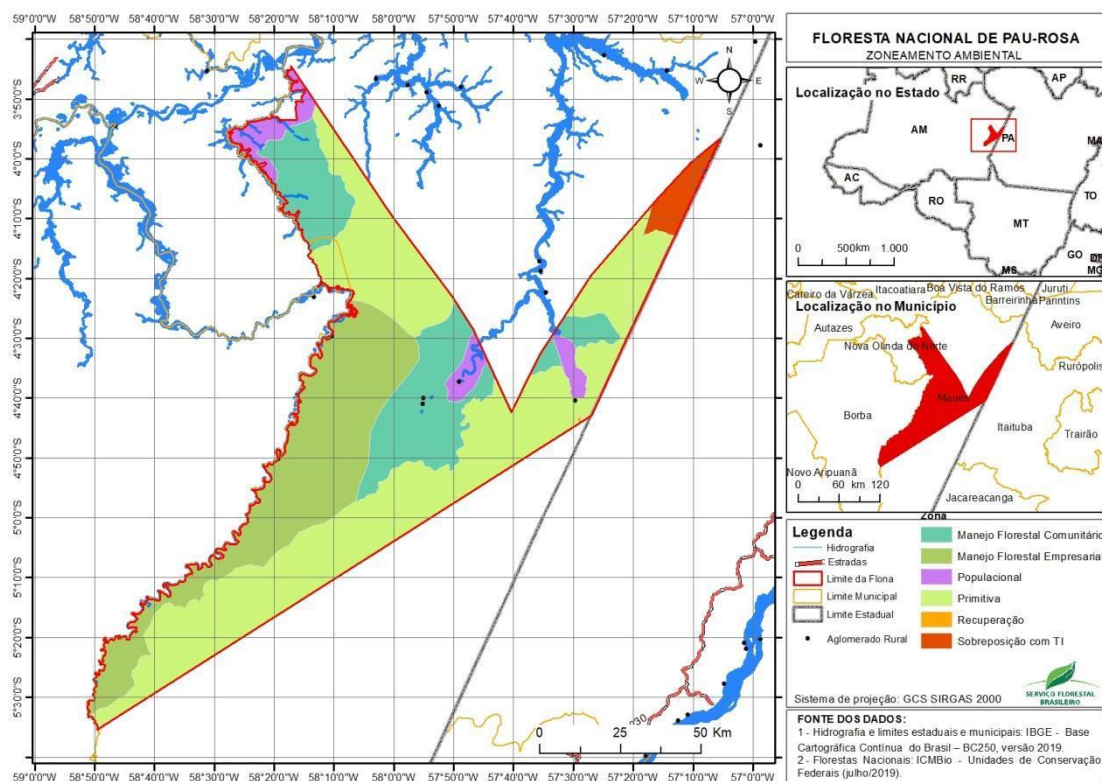 59°0'0"W 58°50'0"W 58°40'0"W 58°30'0"W 58°20'0"W 58°10'0"W 58°0'0"W 57°50'0"W 57°40'0"W 57°30'0"W 57°20'0"W 57°10'0"W 57°0'0"W
3°50'0"S
4°0'0"S
4°10'0"S
4°20'0"S
4°30'0"S
4°40'0"S
4°50'0"S
5°0'0"S
5°10'0"S
5°20'0"S
5°30'0"S
N
W E
S
230
0 12,5 25 50 Km
FLORESTA NACIONAL DE PAU-ROSA
ZONEAMENTO AMBIENTAL
Localização no Estado
RR
AP
AM
PA
MA
AC
RO
TO
MT
GO
MS
MG
0 500km 1.000
Localização no Município
Careiro da Várzea
Itacoatiara
Boa Vista do Ramos
Juruti
Barreirinha
Parintins
Autazes
Aveiro
Nova Olinda do Norte
Rurópolis
Maués
Borba
Itaituba
Trairão
Novo Aripuanã
Jacareacanga
0 60 km 120
Legenda
Hidrografia
Estradas
Limite da Flona
Limite Municipal
Limite Estadual
Aglomerado Rural
Zona
Manejo Florestal Comunitário
Manejo Florestal Empresaria
Populacional
Primitiva
Recuperação
Sobreposição com TI
Sistema de projeção: GCS SIRGAS 2000
SERVIÇO FLORESTAL
BRASILEIRO
FONTE DOS DADOS:
1 - Hidrografia e limites estaduais e municipais: IBGE - Base
Cartográfica Contínua do Brasil – BC250, versão 2019.
2 - Florestas Nacionais: ICMBio - Unidades de Conservação
Federais (julho/2019).